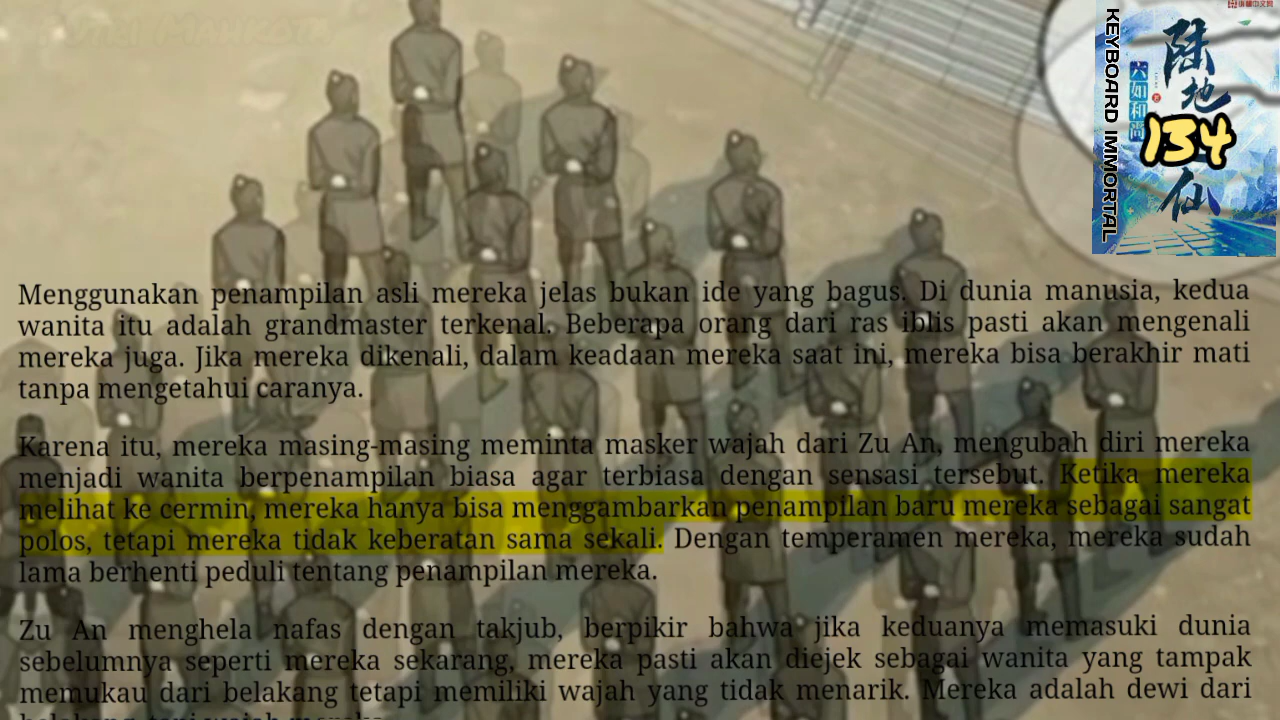 KEYBOARD IMMORTAL
陆地
仙
六如和尚
134
Menggunakan penampilan asli mereka jelas bukan ide yang bagus. Di dunia manusia, kedua
wanita itu adalah grandmaster terkenal. Beberapa orang dari ras iblis pasti akan mengenali
mereka juga. Jika mereka dikenali, dalam keadaan mereka saat ini, mereka bisa berakhir mati
tanpa mengetahui caranya.
Karena itu, mereka masing-masing meminta masker wajah dari Zu An, mengubah diri mereka
menjadi wanita berpenampilan biasa agar terbiasa dengan sensasi tersebut. Ketika mereka
melihat ke cermin, mereka hanya bisa menggambarkan penampilan baru mereka sebagai sangat
polos, tetapi mereka tidak keberatan sama sekali. Dengan temperamen mereka, mereka sudah
lama berhenti peduli tentang penampilan mereka.
Zu An menghela nafas dengan takjub, berpikir bahwa jika keduanya memasuki dunia
sebelumnya seperti mereka sekarang, mereka pasti akan diejek sebagai wanita yang tampak
memukau dari belakang tetapi memiliki wajah yang tidak menarik. Mereka adalah dewi dari